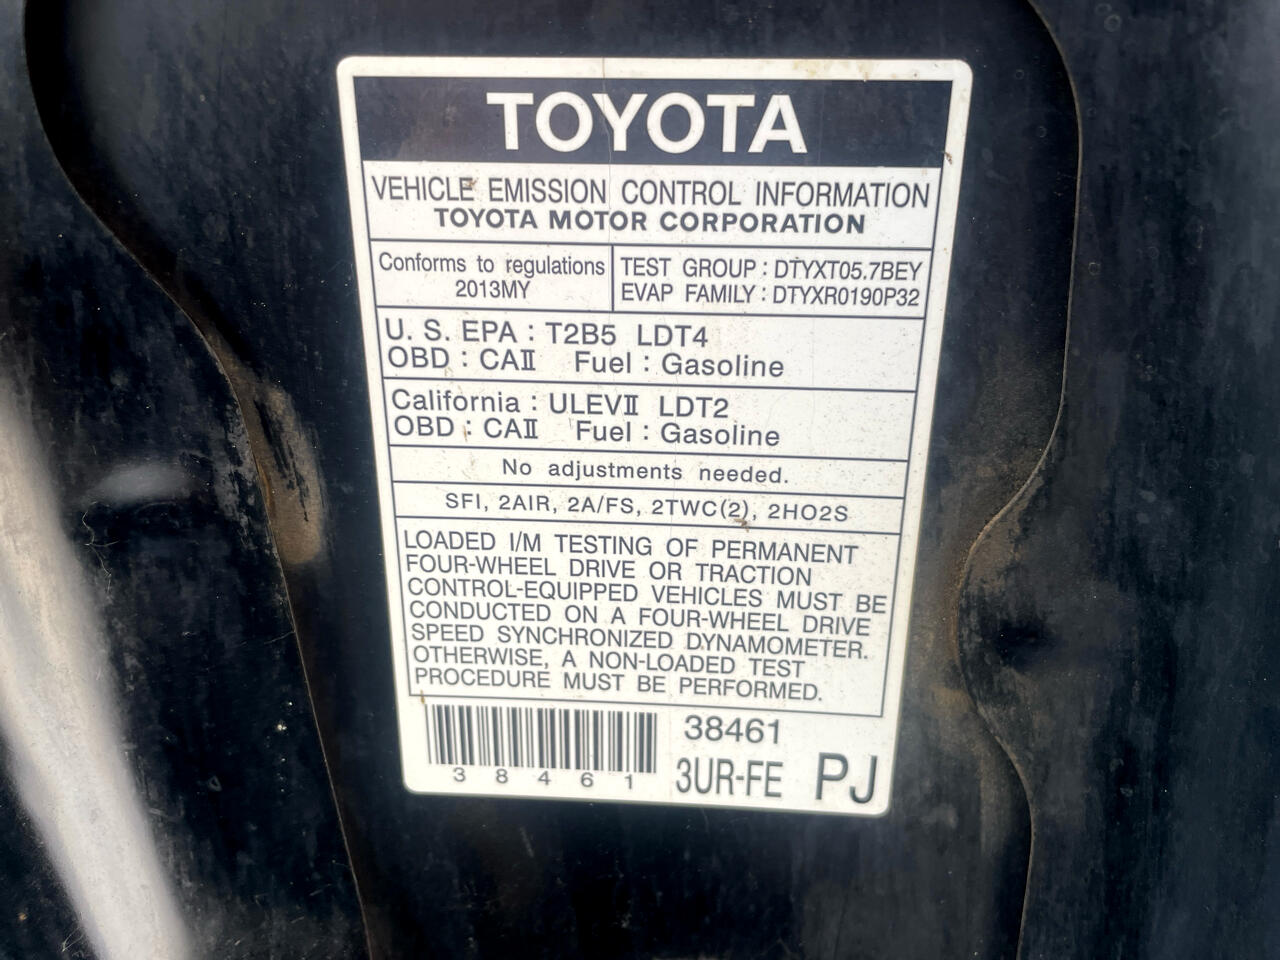 TOYOTA
VEHICLE EMISSION CONTROL INFORMATION
TOYOTA MOTOR CORPORATION
Conforms to regulations
2013MY
TEST GROUP : DTYXT05.7BEY
EVAP FAMILY : DTYXR0190P32
U. S. EPA : T2B5 LDT4
OBD : CAII Fuel : Gasoline
California : ULEVII LDT2
OBD : CAII Fuel : Gasoline
No adjustments needed.
SFI, 2AIR, 2A/FS, 2TWC(2), 2HO2S
LOADED I/M TESTING OF PERMANENT
FOUR-WHEEL DRIVE OR TRACTION
CONTROL-EQUIPPED VEHICLES MUST BE
CONDUCTED ON A FOUR-WHEEL DRIVE
SPEED SYNCHRONIZED DYNAMOMETER.
OTHERWISE, A NON-LOADED TEST
PROCEDURE MUST BE PERFORMED.
38461
3 8 4 6 1
3UR-FE PJ